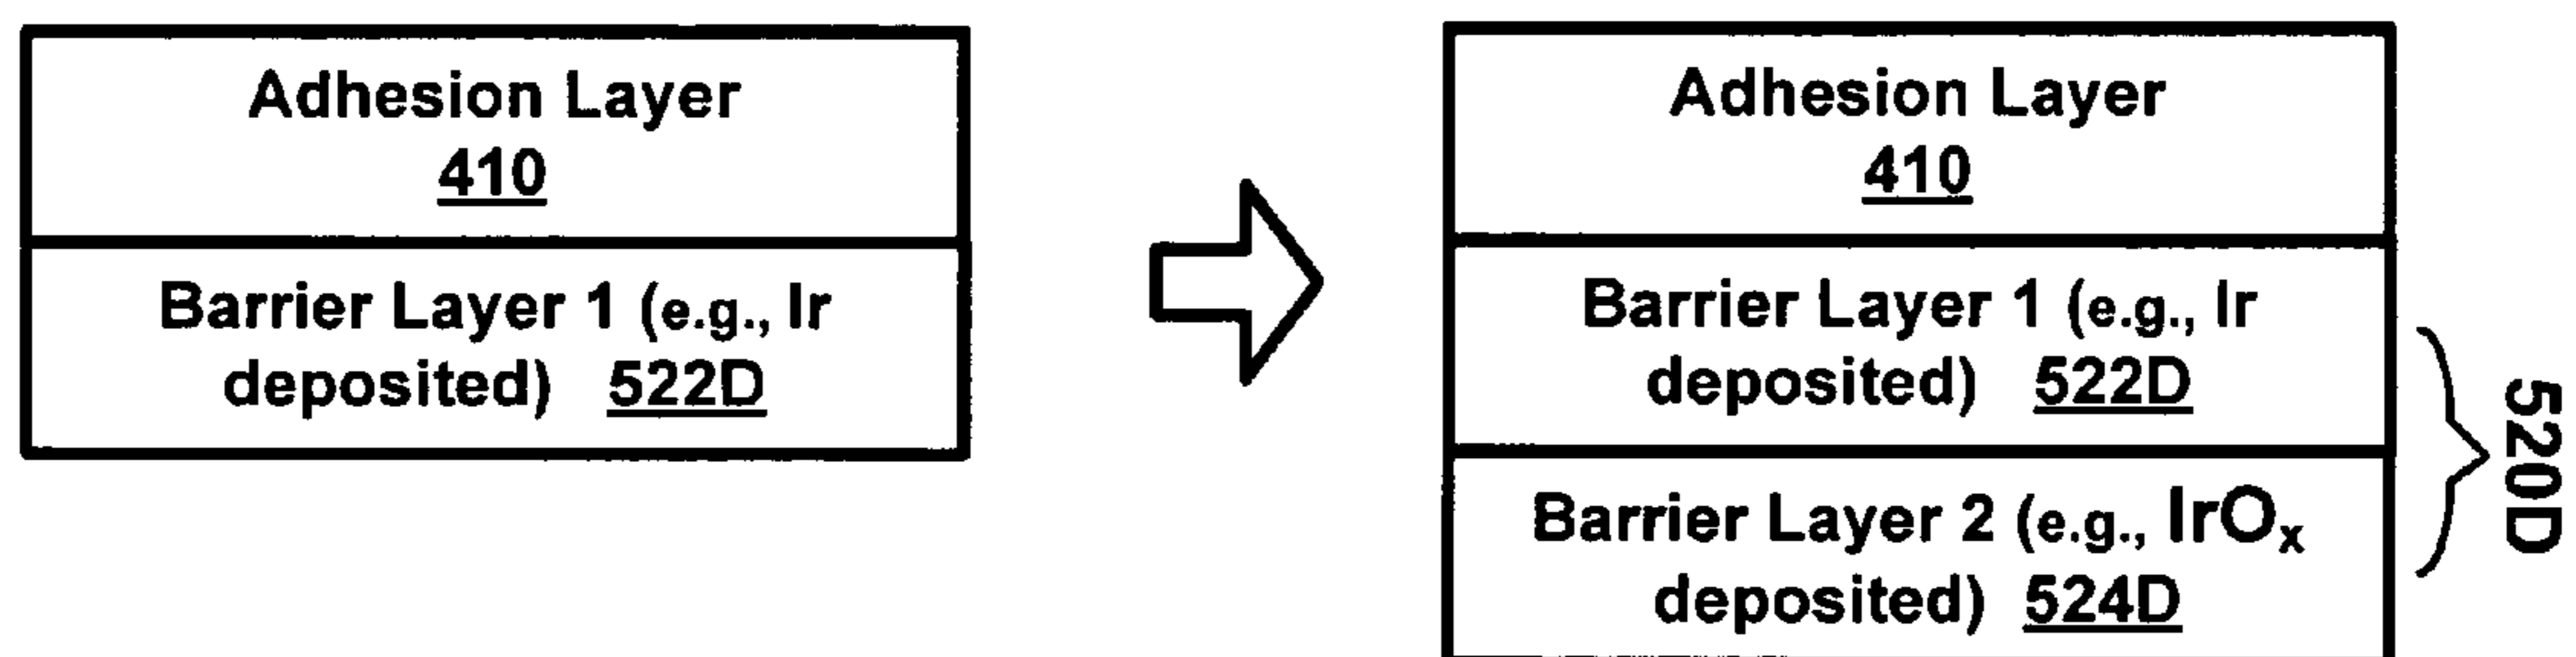 Adhesion Layer
410
Barrier Layer 1 (e.g., Ir
deposited) 522D
Adhesion Layer
410
Barrier Layer 1 (e.g., Ir
deposited) 522D
Barrier Layer 2 (e.g., IrOₓ
deposited) 524D
520D